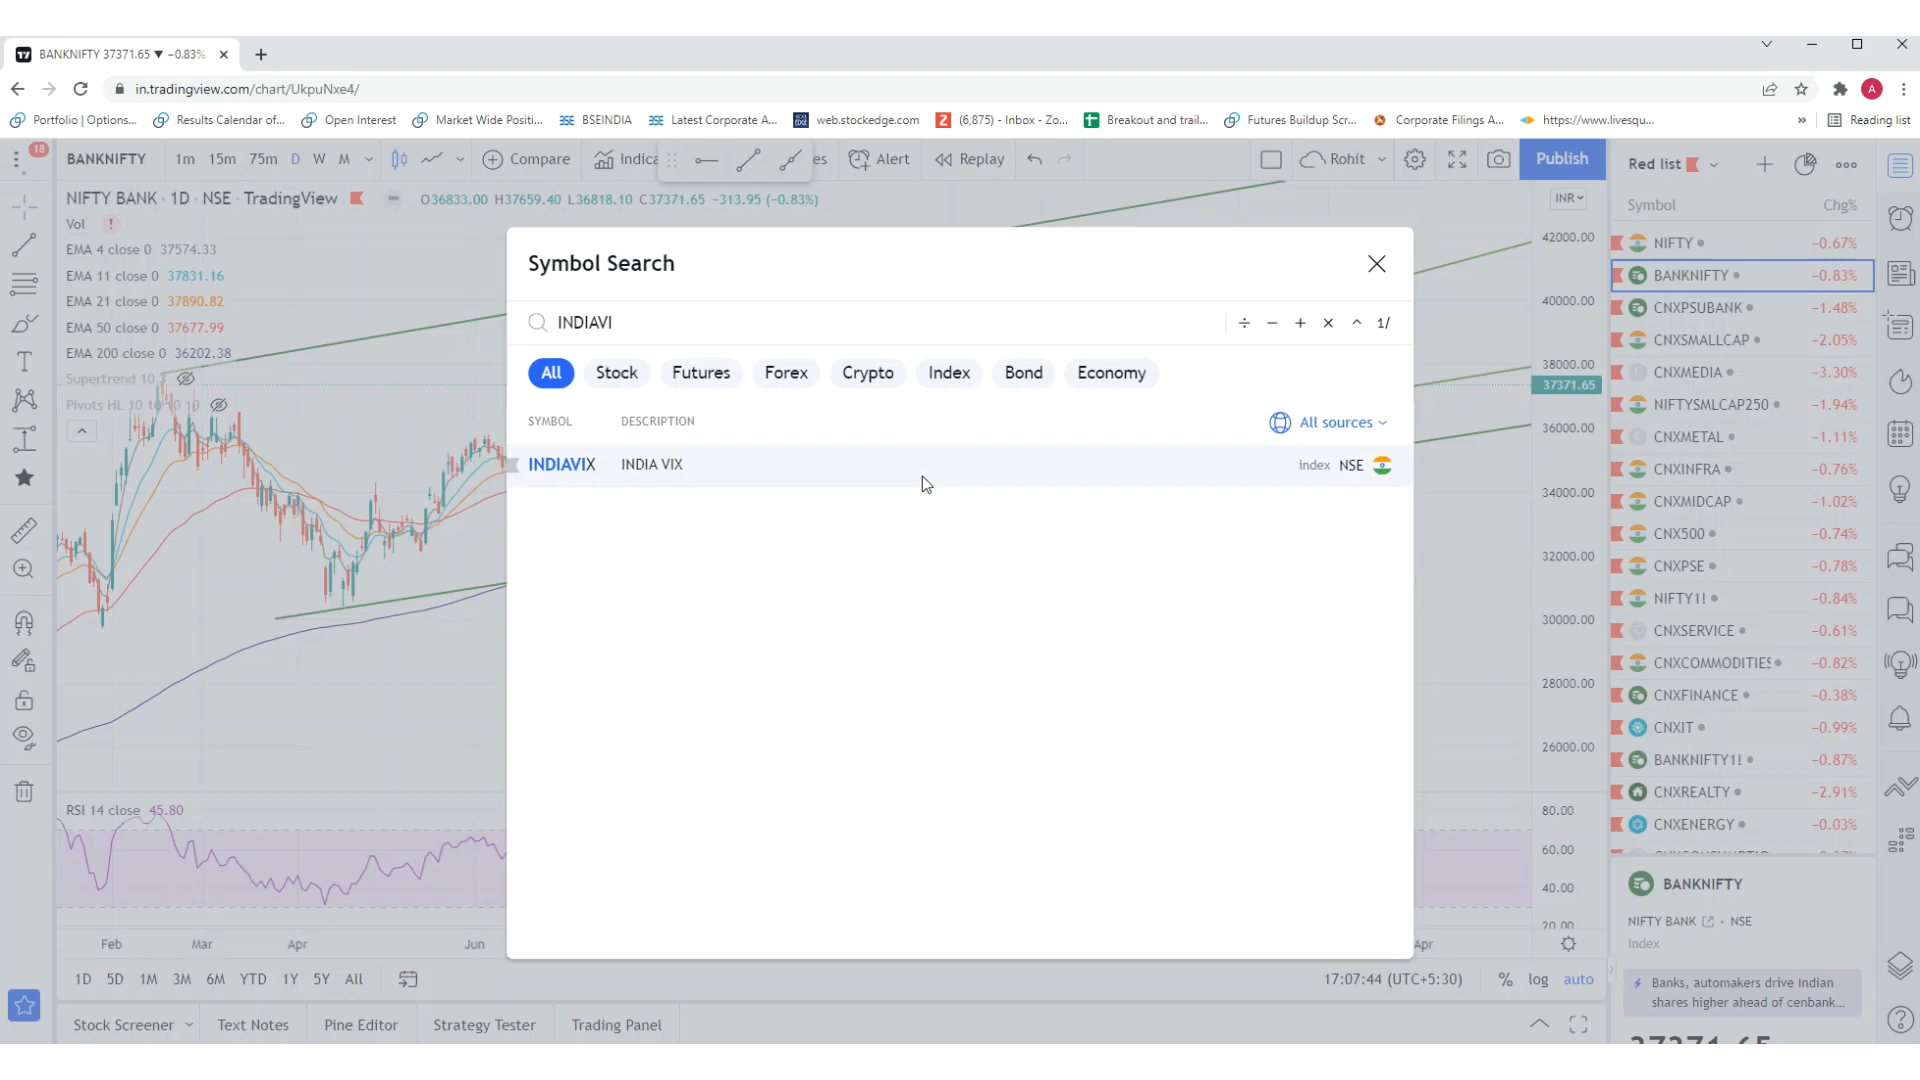 BANKNIFTY 37371.65 ▼ −0.83%
in.tradingview.com/chart/UkpuNxe4/
A
Portfolio | Options...
Results Calendar of...
Open Interest
Market Wide Positi...
BSEINDIA
Latest Corporate A...
web.stockedge.com
(6,875) - Inbox - Zo...
Breakout and trail...
Futures Buildup Scr...
Corporate Filings A...
https://www.livesqu...
»
Reading list
18
BANKNIFTY
1m 15m 75m D W M
Compare
Indica
es
Alert
Replay
Rohit
Publish
Red list
NIFTY BANK · 1D · NSE · TradingView
O36833.00 H37659.40 L36818.10 C37371.65 −313.95 (−0.83%)
INR
Symbol Chg%
Vol
EMA 4 close 0 37574.33
EMA 11 close 0 37831.16
EMA 21 close 0 37890.82
EMA 50 close 0 37677.99
EMA 200 close 0 36202.38
Supertrend 10 3
Pivots HL 10 10 10 10
Symbol Search
INDIAVI
÷ − + × ^ 1/
All Stock Futures Forex Crypto Index Bond Economy
SYMBOL DESCRIPTION
All sources
INDIAVIX INDIA VIX index NSE
42000.00
40000.00
38000.00
37371.65
36000.00
34000.00
32000.00
30000.00
28000.00
26000.00
80.00
60.00
40.00
20.00
NIFTY −0.67%
BANKNIFTY −0.83%
CNXPSUBANK −1.48%
CNXSMALLCAP −2.05%
CNXMEDIA −3.30%
NIFTYSMLCAP250 −1.94%
CNXMETAL −1.11%
CNXINFRA −0.76%
CNXMIDCAP −1.02%
CNX500 −0.74%
CNXPSE −0.78%
NIFTY1! −0.84%
CNXSERVICE −0.61%
CNXCOMMODITIES −0.82%
CNXFINANCE −0.38%
CNXIT −0.99%
BANKNIFTY1! −0.87%
CNXREALTY −2.91%
CNXENERGY −0.03%
RSI 14 close 45.80
Feb Mar Apr Jun Apr
BANKNIFTY
NIFTY BANK · NSE
Index
Banks, automakers drive Indian
shares higher ahead of cenbank...
37371.65
1D 5D 1M 3M 6M YTD 1Y 5Y All
17:07:44 (UTC+5:30)
% log auto
Stock Screener
Text Notes
Pine Editor
Strategy Tester
Trading Panel